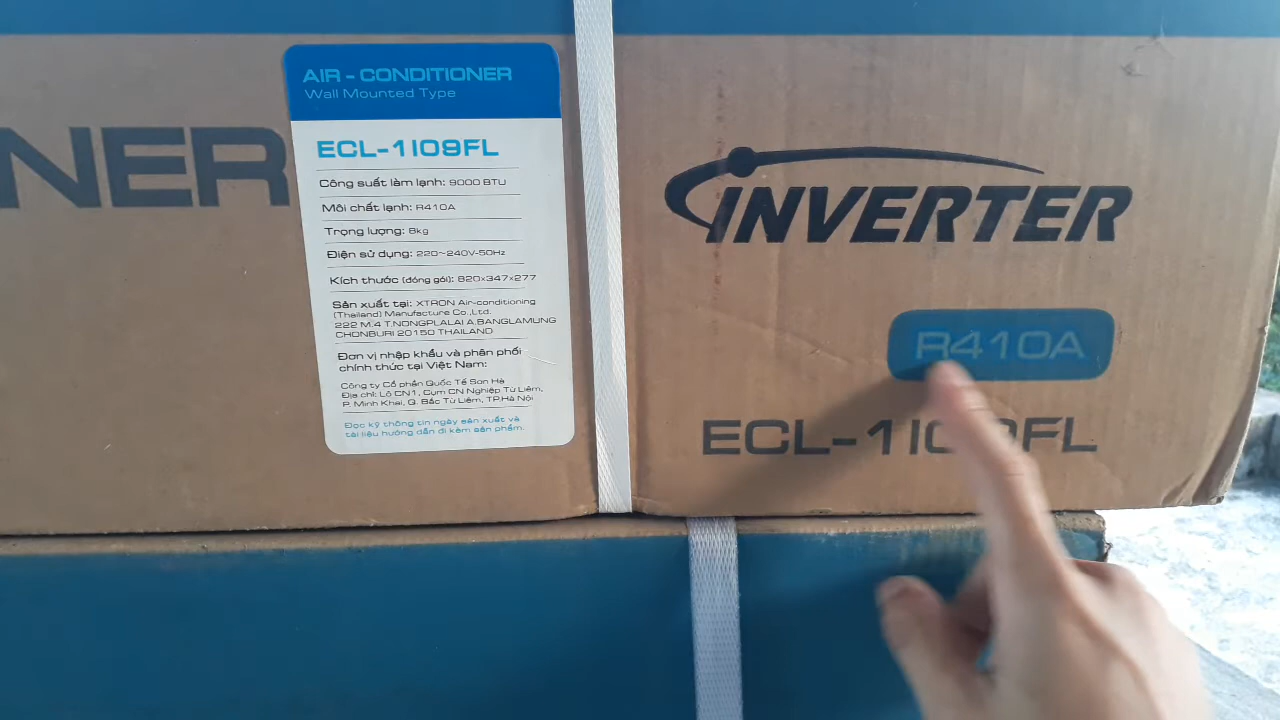 NER
AIR - CONDITIONER
Wall Mounted Type
ECL-1I09FL
Công suất làm lạnh: 9000 BTU
Môi chất lạnh: R410A
Trọng lượng: 8kg
Điện sử dụng: 220~240V-50Hz
Kích thước (đóng gói): 820x347x277
Sản xuất tại: XTRON Air-conditioning
(Thailand) Manufacture Co.,Ltd.
222 M.4 T.NONGPLALAI A.BANGLAMUNG
CHONBURI 20150 THAILAND
Đơn vị nhập khẩu và phân phối
chính thức tại Việt Nam:
Công ty Cổ phần Quốc Tế Sơn Hà
Địa chỉ: Lô CN1, Cụm CN Nghiệp Từ Liêm,
P. Minh Khai, Q. Bắc Từ Liêm, TP.Hà Nội
Đọc kỹ thông tin ngày sản xuất và
tài liệu hướng dẫn đi kèm sản phẩm.
INVERTER
R410A
ECL-1I09FL